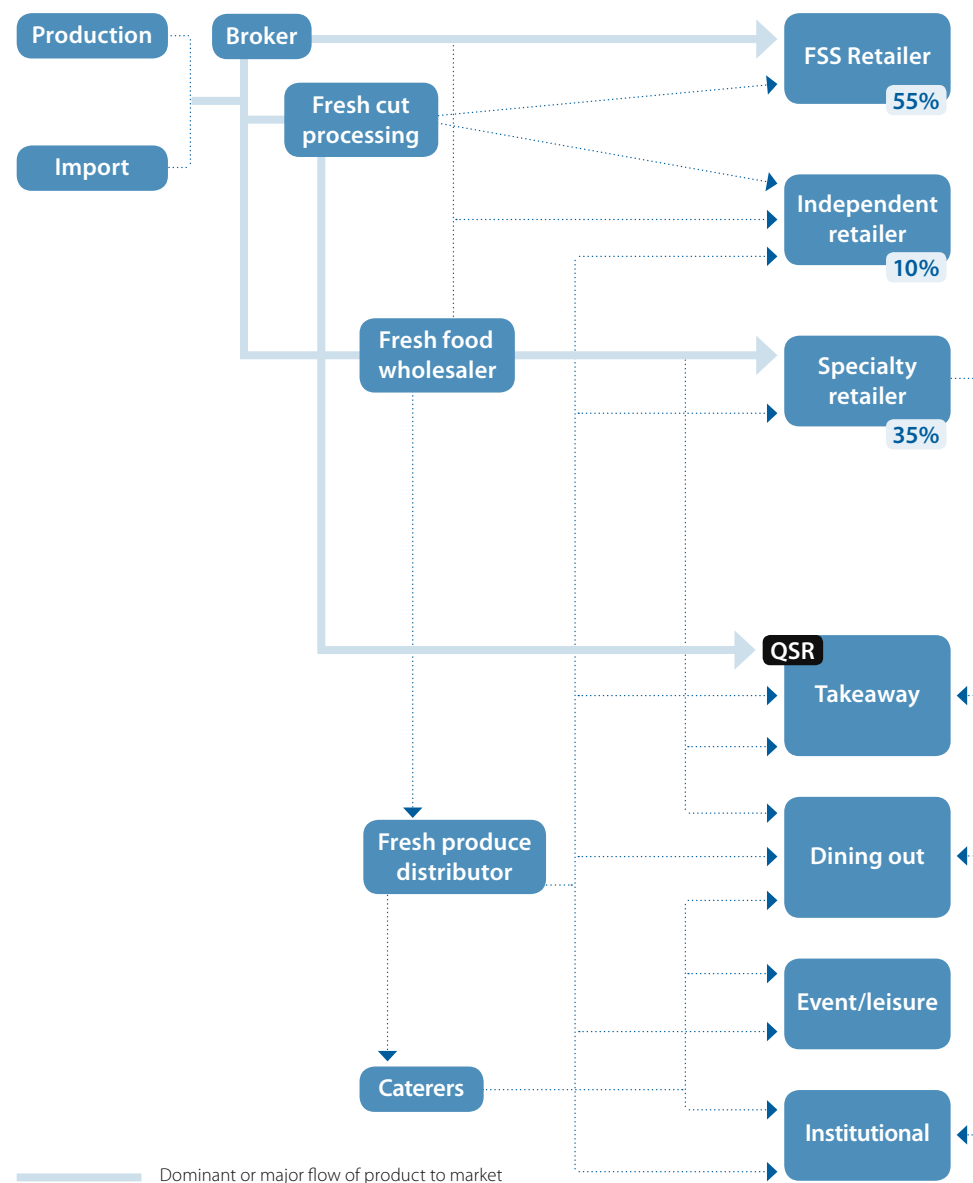 Production
Broker
FSS Retailer
55%
Fresh cut
processing
Import
Independent
retailer
10%
Fresh food
wholesaler
Specialty
retailer
35%
QSR
Takeaway
Fresh produce
distributor
Dining out
Event/leisure
Caterers
Institutional
Dominant or major flow of product to market